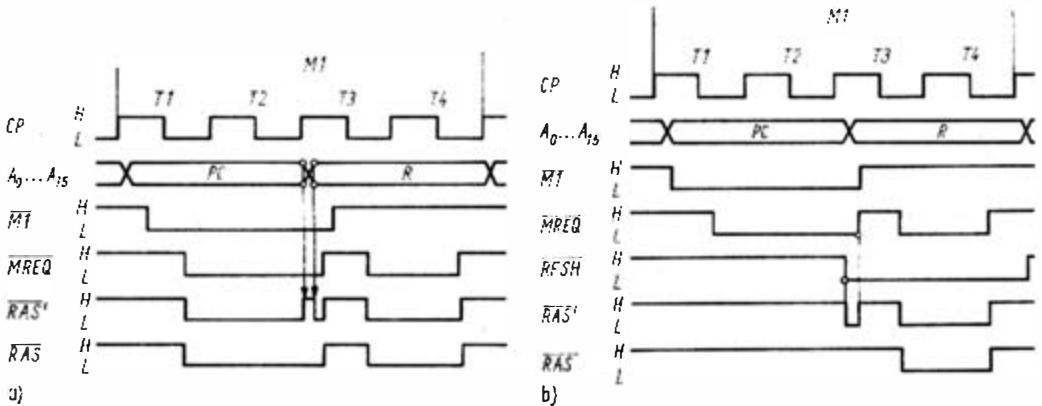 M1
T1 T2 T3 T4
CP H L
A0...A15 PC R
M1 H L
MREQ H L
RAS' H L
RAS H L
a)
M1
T1 T2 T3 T4
CP H L
A0...A15 PC R
M1 H L
MREQ H L
RFSH H L
RAS' H L
RAS H L
b)